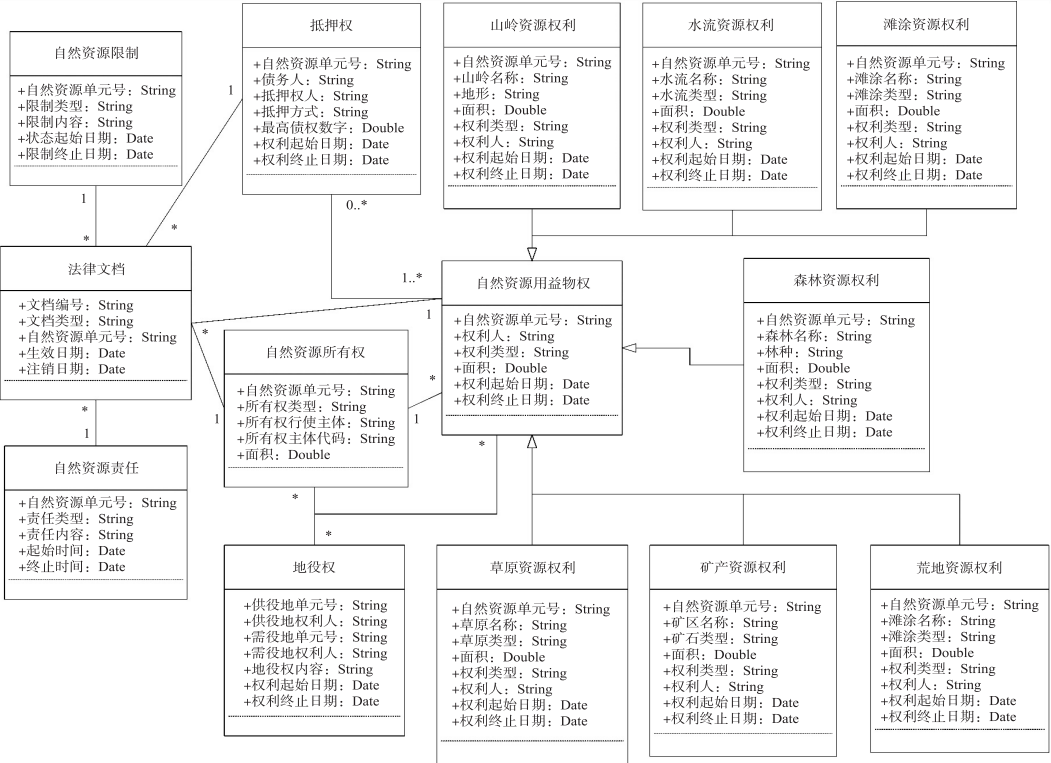 自然资源限制
+自然资源单元号：String
+限制类型：String
+限制内容：String
+状态起始日期：Date
+限制终止日期：Date
抵押权
+自然资源单元号：String
+债务人：String
+抵押权人：String
+抵押方式：String
+最高债权数字：Double
+权利起始日期：Date
+权利终止日期：Date
山岭资源权利
+自然资源单元号：String
+山岭名称：String
+地形：String
+面积：Double
+权利类型：String
+权利人：String
+权利起始日期：Date
+权利终止日期：Date
水流资源权利
+自然资源单元号：String
+水流名称：String
+水流类型：String
+面积：Double
+权利类型：String
+权利人：String
+权利起始日期：Date
+权利终止日期：Date
滩涂资源权利
+自然资源单元号：String
+滩涂名称：String
+滩涂类型：String
+面积：Double
+权利类型：String
+权利人：String
+权利起始日期：Date
+权利终止日期：Date
1
*
1
*
0..*
1..*
法律文档
+文档编号：String
+文档类型：String
+自然资源单元号：String
+生效日期：Date
+注销日期：Date
*
1
*
1
自然资源所有权
+自然资源单元号：String
+所有权类型：String
+所有权行使主体：String
+所有权主体代码：String
+面积：Double
1
*
自然资源用益物权
+自然资源单元号：String
+权利人：String
+权利类型：String
+面积：Double
+权利起始日期：Date
+权利终止日期：Date
森林资源权利
+自然资源单元号：String
+森林名称：String
+林种：String
+面积：Double
+权利类型：String
+权利人：String
+权利起始日期：Date
+权利终止日期：Date
*
1
自然资源责任
+自然资源单元号：String
+责任类型：String
+责任内容：String
+起始时间：Date
+终止时间：Date
*
*
*
地役权
+供役地单元号：String
+供役地权利人：String
+需役地单元号：String
+需役地权利人：String
+地役权内容：String
+权利起始日期：Date
+权利终止日期：Date
草原资源权利
+自然资源单元号：String
+草原名称：String
+草原类型：String
+面积：Double
+权利类型：String
+权利人：String
+权利起始日期：Date
+权利终止日期：Date
矿产资源权利
+自然资源单元号：String
+矿区名称：String
+矿石类型：String
+面积：Double
+权利类型：String
+权利人：String
+权利起始日期：Date
+权利终止日期：Date
荒地资源权利
+自然资源单元号：String
+滩涂名称：String
+滩涂类型：String
+面积：Double
+权利类型：String
+权利人：String
+权利起始日期：Date
+权利终止日期：Date